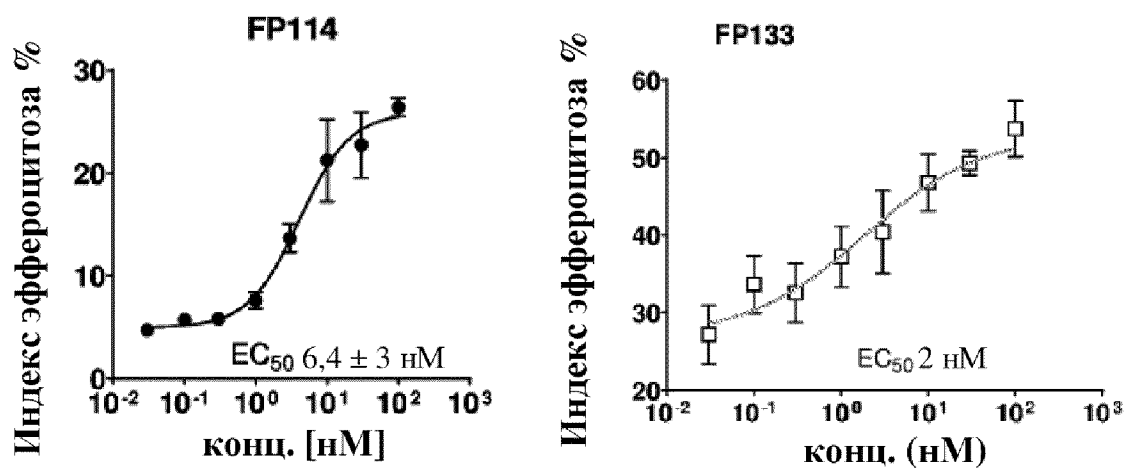 FP114
Индекс эффероцитоза %
30
20
10
0
EC50 6,4 ± 3 нМ
10-2 10-1 100 101 102 103
конц. [нМ]
FP133
Индекс эффероцитоза %
60
50
40
30
20
EC50 2 нМ
10-2 10-1 100 101 102 103
конц. (нМ)